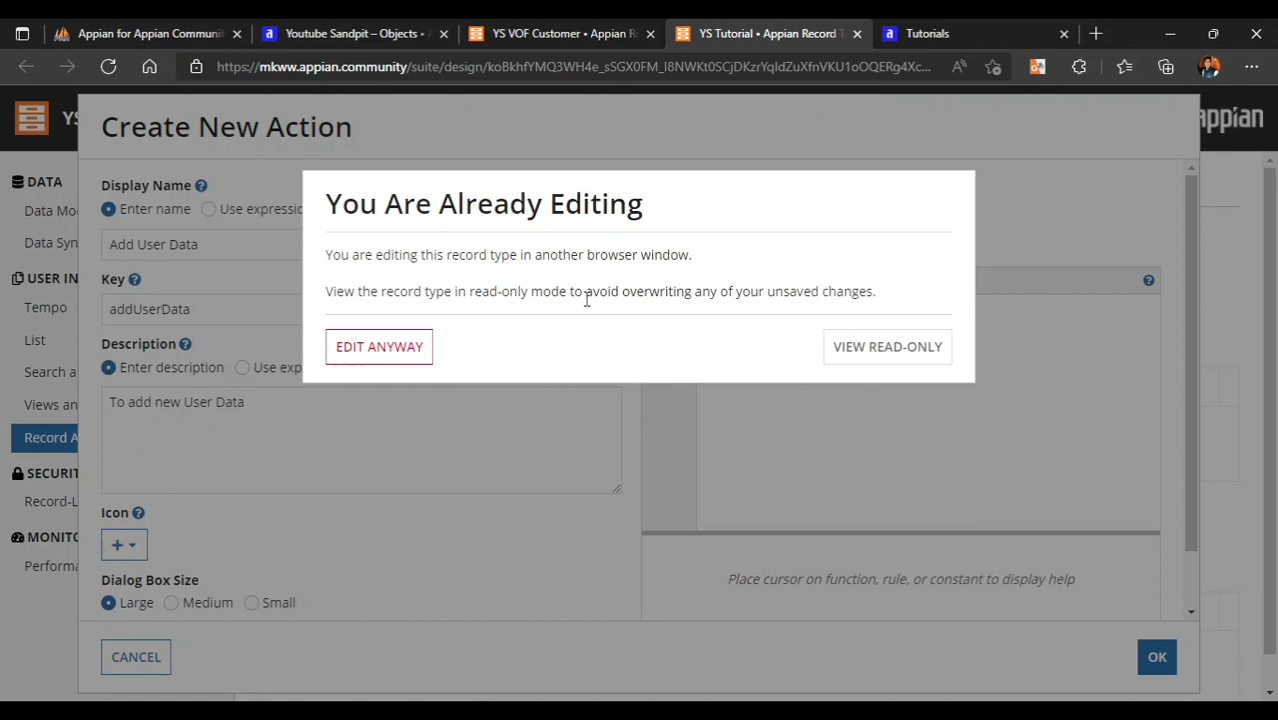 Appian for Appian Communi
Youtube Sandpit – Objects • A
YS VOF Customer • Appian R
YS Tutorial • Appian Record T
Tutorials
https://mkww.appian.community/suite/design/koBkhfYMQ3WH4e_sSGX0FM_l8NWKt0SCjDKzrYqIdZuXfnVKU1oOQERg4Xc...
YS
appian
Create New Action
DATA
Data Mo
Data Syn
USER IN
Tempo
List
Search a
Views an
Record A
SECURIT
Record-L
MONITO
Performa
Display Name
Enter name
Use expressio
Add User Data
Key
addUserData
Description
Enter description
Use exp
To add new User Data
Icon
Dialog Box Size
Large
Medium
Small
Place cursor on function, rule, or constant to display help
CANCEL
OK
You Are Already Editing
You are editing this record type in another browser window.
View the record type in read-only mode to avoid overwriting any of your unsaved changes.
EDIT ANYWAY
VIEW READ-ONLY